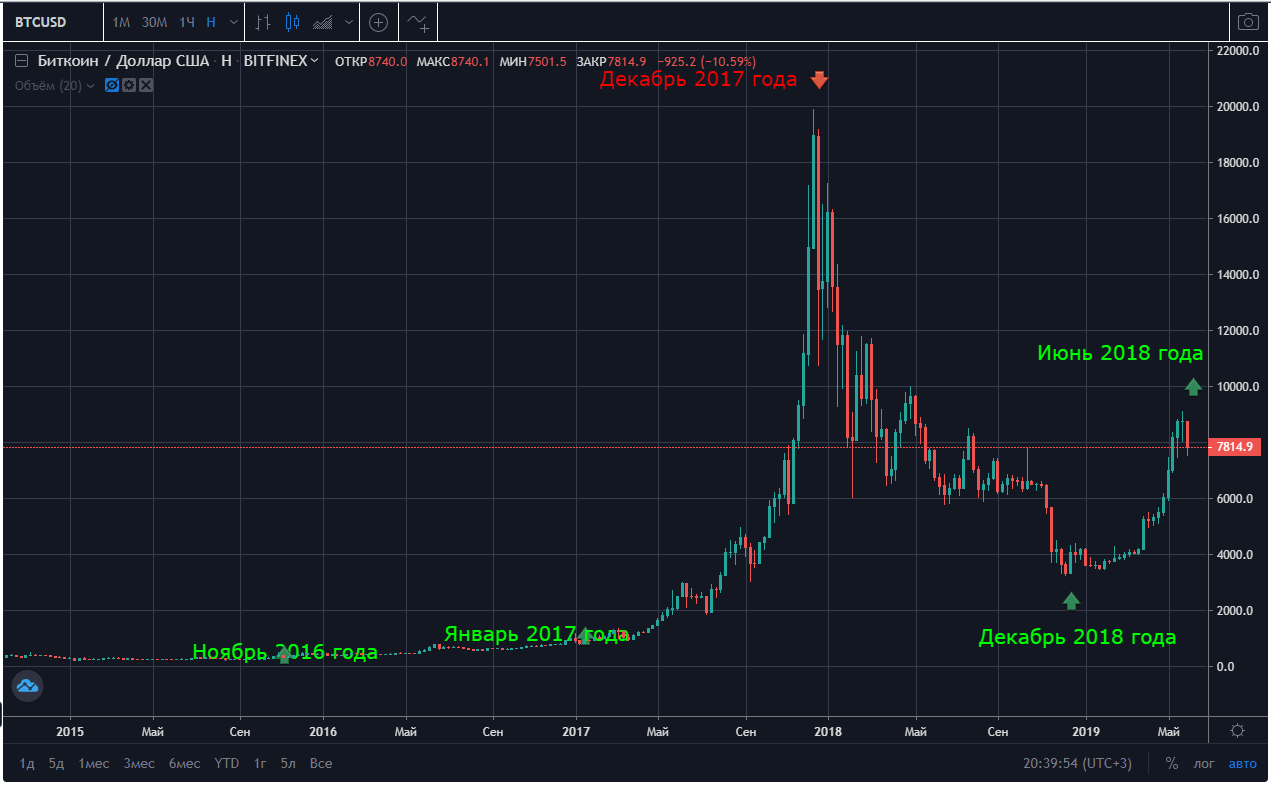 BTCUSD 1М 30М 1Ч Н
Биткоин / Доллар США · Н · BITFINEX ОТКР8740.0 МАКС8740.1 МИН7501.5 ЗАКР7814.9 −925.2 (−10.59%)
Объём (20)
Декабрь 2017 года
22000.0
20000.0
18000.0
16000.0
14000.0
12000.0
Июнь 2018 года
10000.0
7814.9
6000.0
4000.0
2000.0
Январь 2017 года
Декабрь 2018 года
Ноябрь 2016 года
0.0
2015 Май Сен 2016 Май Сен 2017 Май Сен 2018 Май Сен 2019 Май
1д 5д 1мес 3мес 6мес YTD 1г 5л Все 20:39:54 (UTC+3) % лог авто